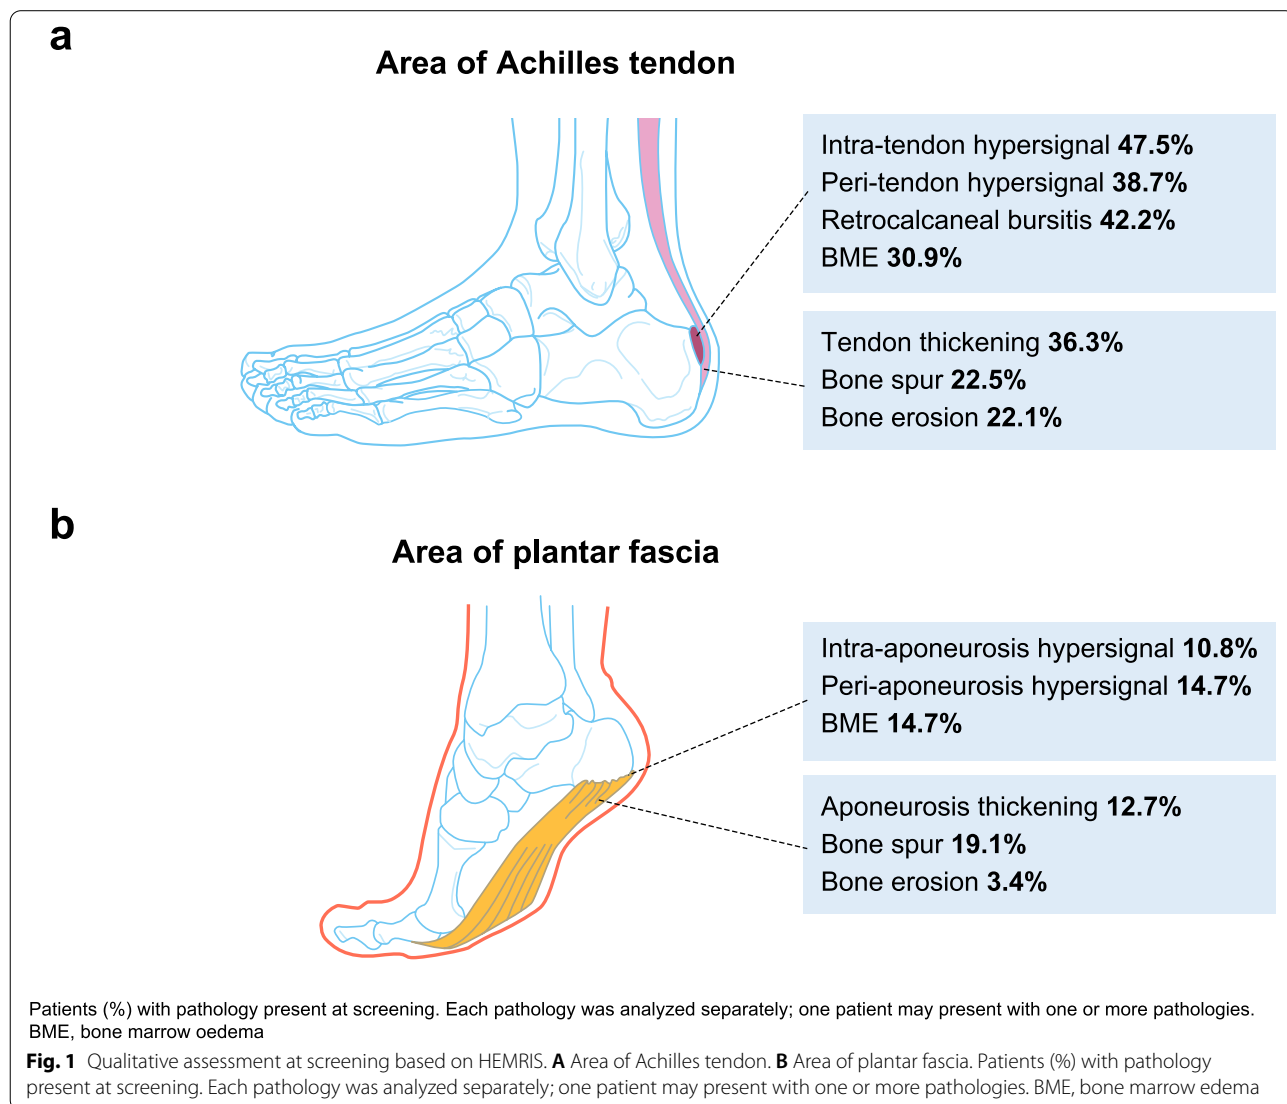 a
Area of Achilles tendon
Intra-tendon hypersignal 47.5%
Peri-tendon hypersignal 38.7%
Retrocalcaneal bursitis 42.2%
BME 30.9%
Tendon thickening 36.3%
Bone spur 22.5%
Bone erosion 22.1%
b
Area of plantar fascia
Intra-aponeurosis hypersignal 10.8%
Peri-aponeurosis hypersignal 14.7%
BME 14.7%
Aponeurosis thickening 12.7%
Bone spur 19.1%
Bone erosion 3.4%
Patients (%) with pathology present at screening. Each pathology was analyzed separately; one patient may present with one or more pathologies.
BME, bone marrow oedema
Fig. 1 Qualitative assessment at screening based on HEMRIS. A Area of Achilles tendon. B Area of plantar fascia. Patients (%) with pathology
present at screening. Each pathology was analyzed separately; one patient may present with one or more pathologies. BME, bone marrow edema